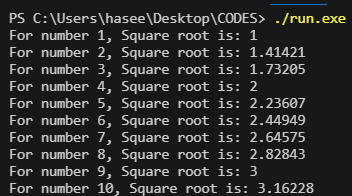 PS C:\Users\hasee\Desktop\CODES> ./run.exe
For number 1, Square root is: 1
For number 2, Square root is: 1.41421
For number 3, Square root is: 1.73205
For number 4, Square root is: 2
For number 5, Square root is: 2.23607
For number 6, Square root is: 2.44949
For number 7, Square root is: 2.64575
For number 8, Square root is: 2.82843
For number 9, Square root is: 3
For number 10, Square root is: 3.16228